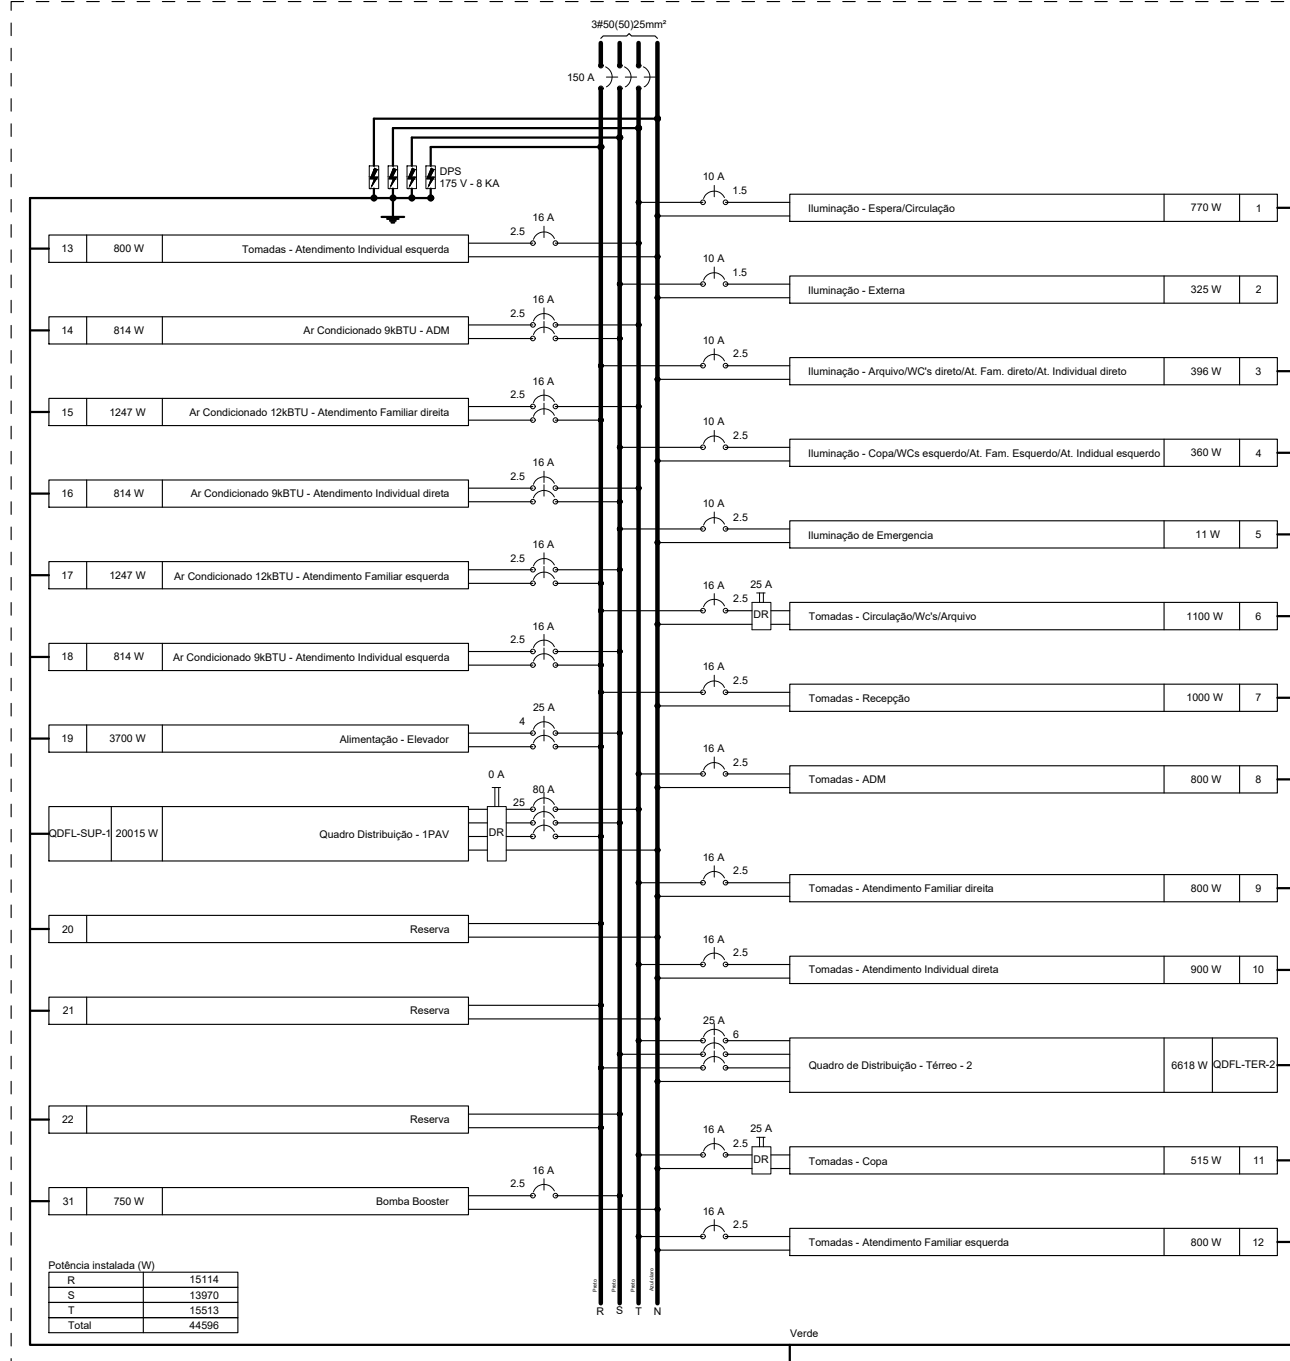 3#50(50)25mm²
150 A
DPS
175 V - 8 KA
16 A
2.5
13 800 W Tomadas - Atendimento Individual esquerda
16 A
2.5
14 814 W Ar Condicionado 9kBTU - ADM
16 A
2.5
15 1247 W Ar Condicionado 12kBTU - Atendimento Familiar direita
16 A
2.5
16 814 W Ar Condicionado 9kBTU - Atendimento Individual direta
16 A
2.5
17 1247 W Ar Condicionado 12kBTU - Atendimento Familiar esquerda
16 A
2.5
18 814 W Ar Condicionado 9kBTU - Atendimento Individual esquerda
25 A
4
19 3700 W Alimentação - Elevador
0 A
80 A
25
QDFL-SUP-1 20015 W Quadro Distribuição - 1PAV DR
20 Reserva
21 Reserva
22 Reserva
16 A
2.5
31 750 W Bomba Booster
10 A
1.5
Iluminação - Espera/Circulação 770 W 1
10 A
1.5
Iluminação - Externa 325 W 2
10 A
2.5
Iluminação - Arquivo/WC's direto/At. Fam. direto/At. Individual direto 396 W 3
10 A
2.5
Iluminação - Copa/WCs esquerdo/At. Fam. Esquerdo/At. Indidual esquerdo 360 W 4
10 A
2.5
Iluminação de Emergencia 11 W 5
16 A 25 A
2.5
DR Tomadas - Circulação/Wc's/Arquivo 1100 W 6
16 A
2.5
Tomadas - Recepção 1000 W 7
16 A
2.5
Tomadas - ADM 800 W 8
16 A
2.5
Tomadas - Atendimento Familiar direita 800 W 9
16 A
2.5
Tomadas - Atendimento Individual direta 900 W 10
25 A
6
Quadro de Distribuição - Térreo - 2 6618 W QDFL-TER-2
16 A 25 A
2.5
DR Tomadas - Copa 515 W 11
16 A
2.5
Tomadas - Atendimento Familiar esquerda 800 W 12
Preto Preto Preto Azul claro
R S T N
Potência instalada (W)
R 15114
S 13970
T 15513
Total 44596
Verde